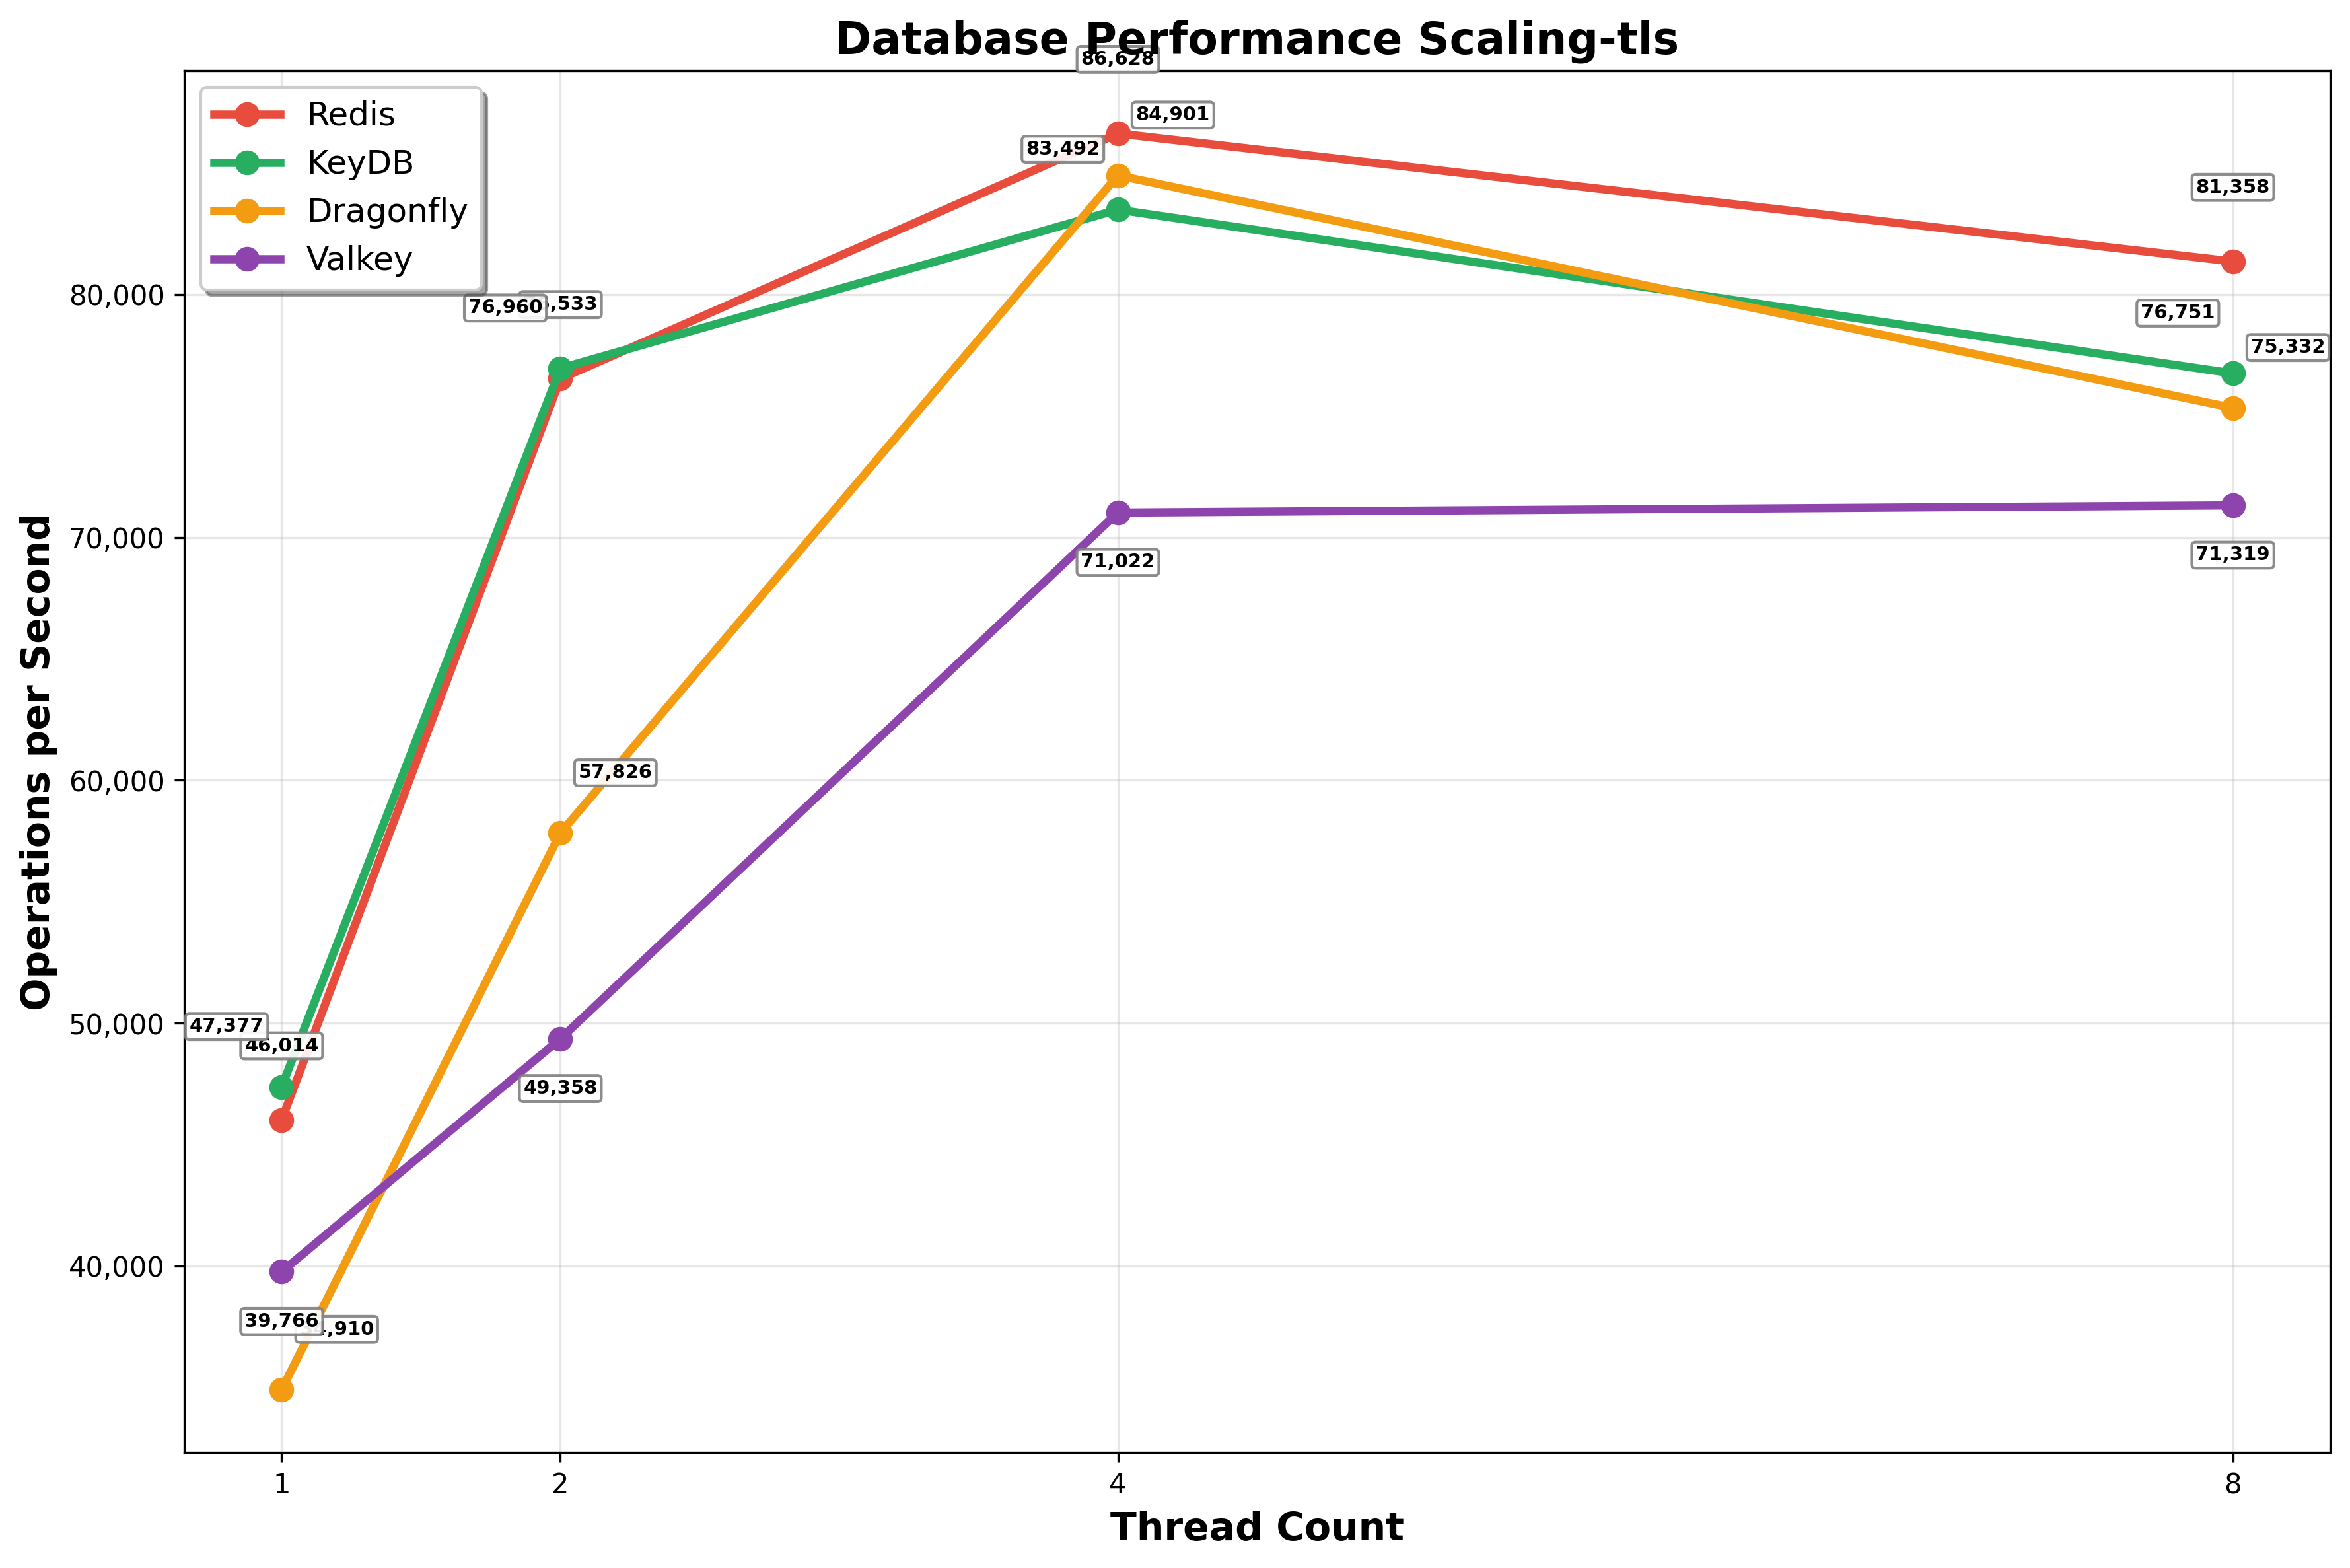 Database Performance Scaling-tls
86,628
84,901
83,492
81,358
Redis
KeyDB
Dragonfly
Valkey
76,960
,533
76,751
75,332
71,022
71,319
57,826
47,377
46,014
49,358
39,766
,910
80,000
70,000
60,000
50,000
40,000
Operations per Second
1 2 4 8
Thread Count